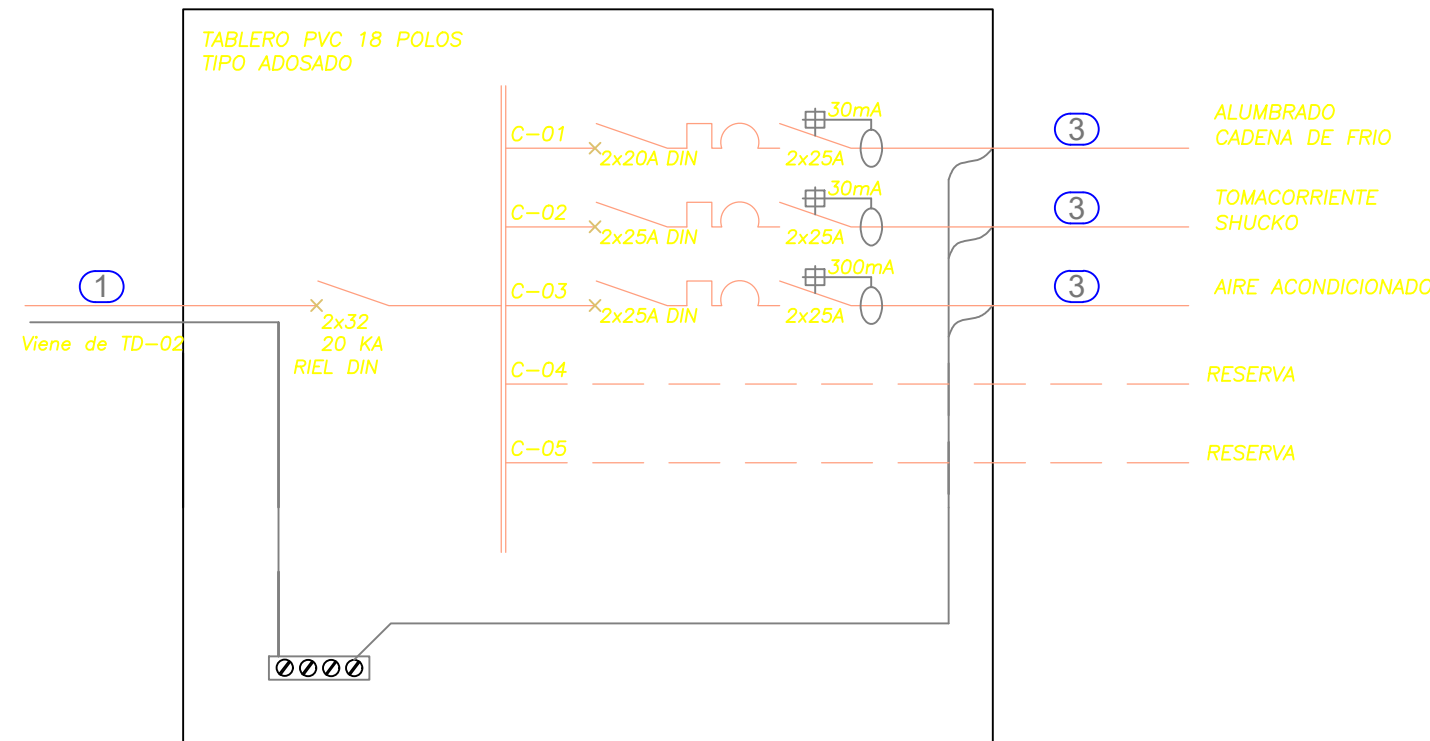 TABLERO PVC 18 POLOS
TIPO ADOSADO
C-01
2x20A DIN
30mA
2x25A
3
ALUMBRADO
CADENA DE FRIO
C-02
2x25A DIN
30mA
2x25A
3
TOMACORRIENTE
SHUCKO
1
Viene de TD-02
2x32
20 KA
RIEL DIN
C-03
2x25A DIN
300mA
2x25A
3
AIRE ACONDICIONADO
C-04
RESERVA
C-05
RESERVA